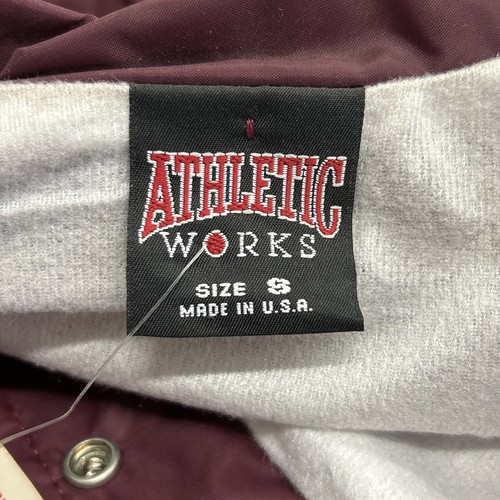 ATHLETIC
WORKS
SIZE S
MADE IN U.S.A.